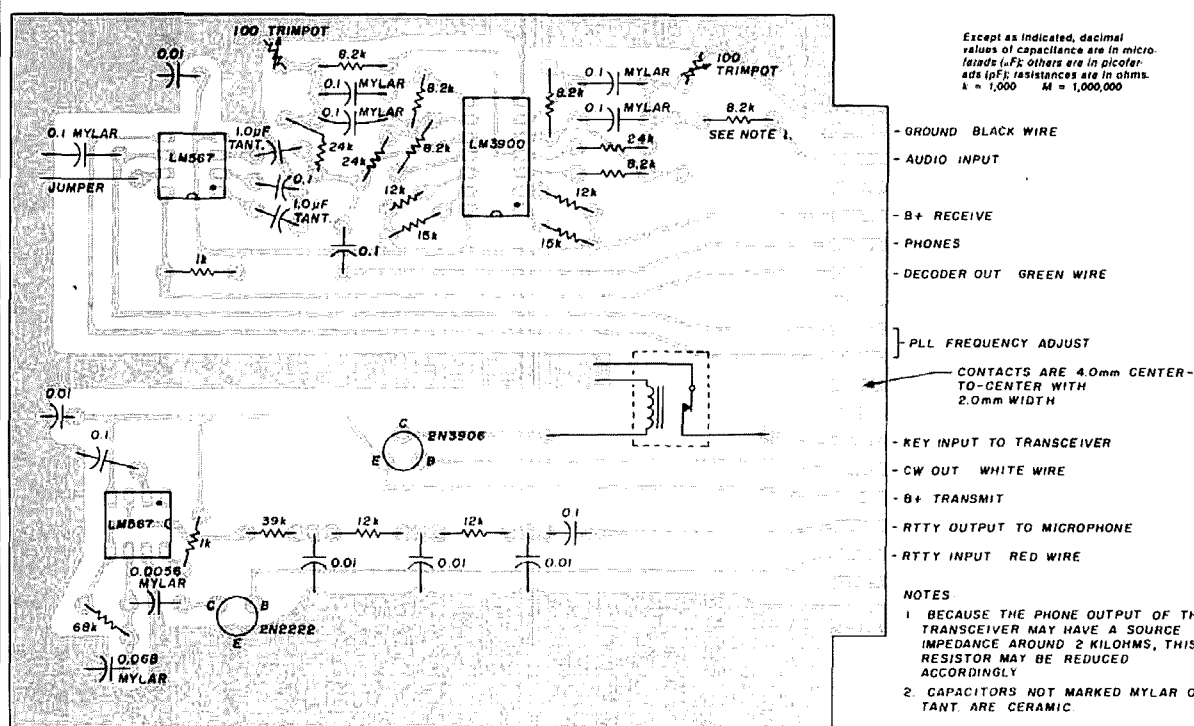 100 TRIMPOT
0.01
8.2k
0.1 MYLAR
0.1 MYLAR
8.2k
0.1 MYLAR
LM567
1.0µF
TANT.
24k
24k
8.2k
LM3900
JUMPER
0.1
1.0µF
TANT.
12k
15k
0.1
1k
8.2k
0.1 MYLAR
0.1 MYLAR
100
TRIMPOT
8.2k
SEE NOTE 1.
24k
8.2k
12k
15k
Except as indicated, dacimal
values of capacitance are in micro-
farads (µF); others are in picofar-
ads (pF); rasistances are in ohms.
k = 1,000 M = 1,000,000
- GROUND BLACK WIRE
- AUDIO INPUT
- B+ RECEIVE
- PHONES
- DECODER OUT GREEN WIRE
- PLL FREQUENCY ADJUST
CONTACTS ARE 4.0mm CENTER-
TO-CENTER WITH
2.0mm WIDTH
- KEY INPUT TO TRANSCEIVER
- CW OUT WHITE WIRE
- B+ TRANSMIT
- RTTY OUTPUT TO MICROPHONE
- RTTY INPUT RED WIRE
0.01
0.1
C
2N3906
E
B
LM567
1k
39k
12k
12k
0.1
0.01
0.01
0.01
0.0056
MYLAR
68k
C
B
2N2222
E
0.068
MYLAR
NOTES
1 BECAUSE THE PHONE OUTPUT OF TH
TRANSCEIVER MAY HAVE A SOURCE
IMPEDANCE AROUND 2 KILOHMS, THIS
RESISTOR MAY BE REDUCED
ACCORDINGLY
2. CAPACITORS NOT MARKED MYLAR O
TANT. ARE CERAMIC.